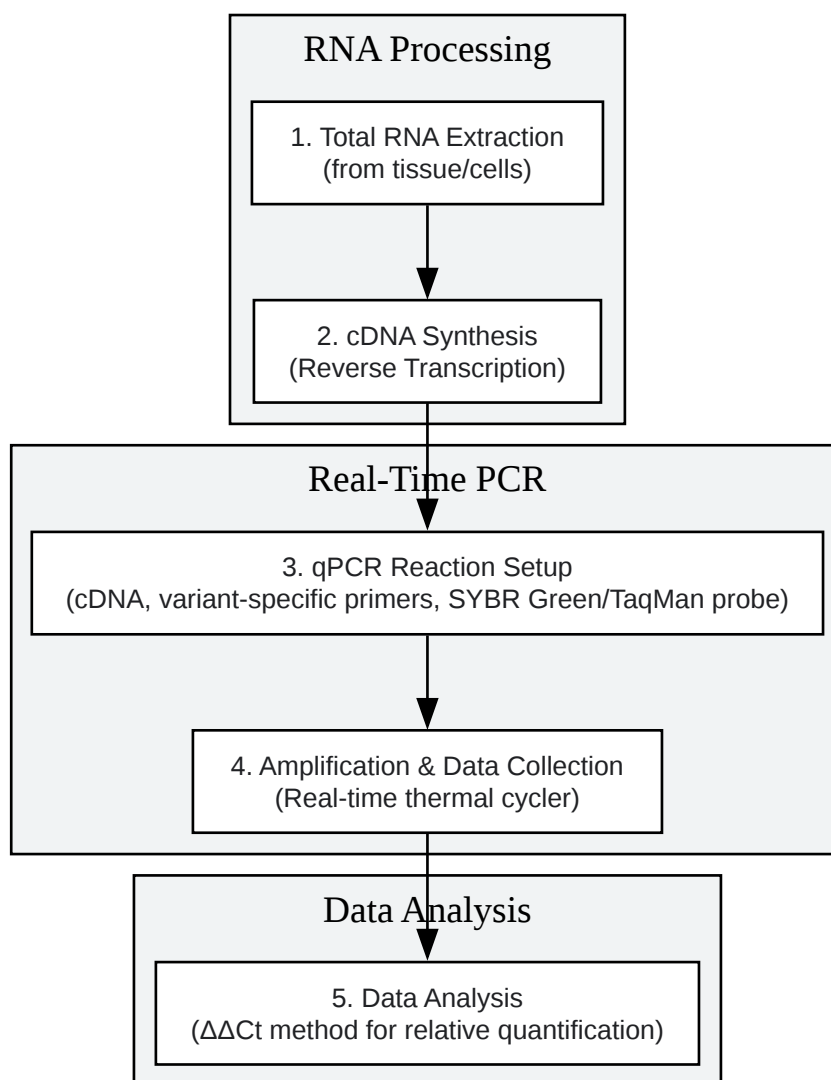 RNA Processing
1. Total RNA Extraction
(from tissue/cells)
2. cDNA Synthesis
(Reverse Transcription)
Real-Time PCR
3. qPCR Reaction Setup
(cDNA, variant-specific primers, SYBR Green/TaqMan probe)
4. Amplification & Data Collection
(Real-time thermal cycler)
Data Analysis
5. Data Analysis
(ΔΔCt method for relative quantification)